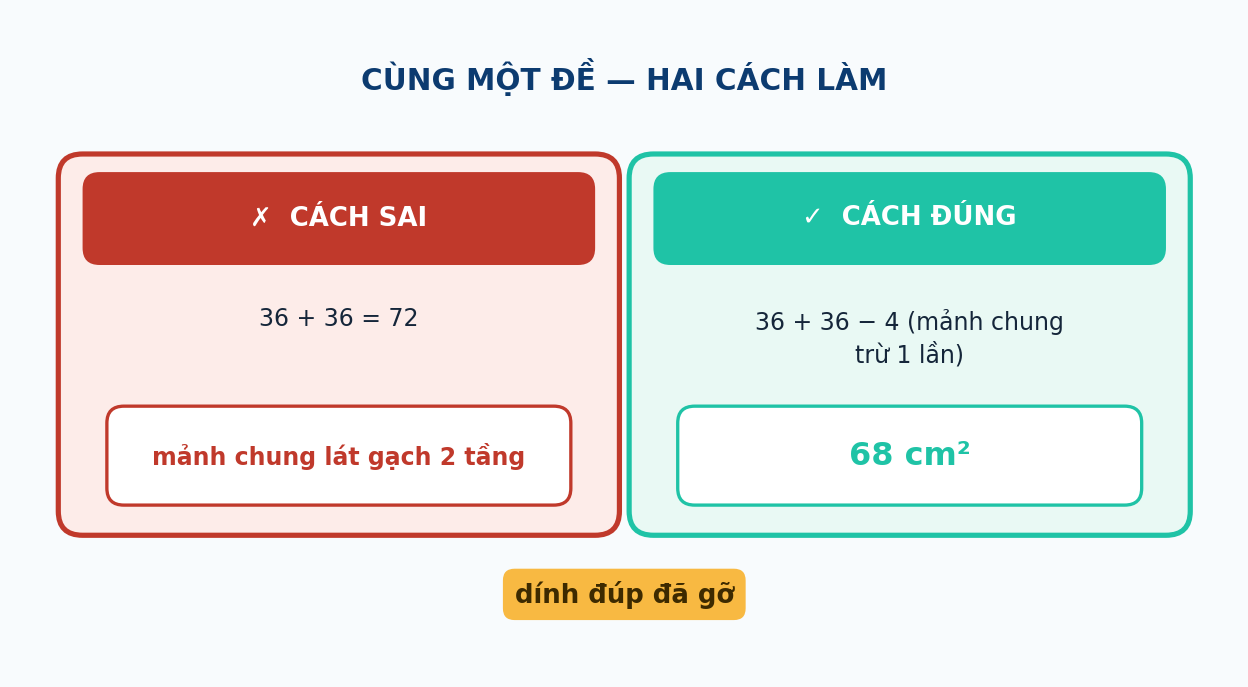 CÙNG MỘT ĐỀ — HAI CÁCH LÀM
✗ CÁCH SAI
36 + 36 = 72
mảnh chung lát gạch 2 tầng
✓ CÁCH ĐÚNG
36 + 36 − 4 (mảnh chung
trừ 1 lần)
68 cm²
dính đúp đã gỡ